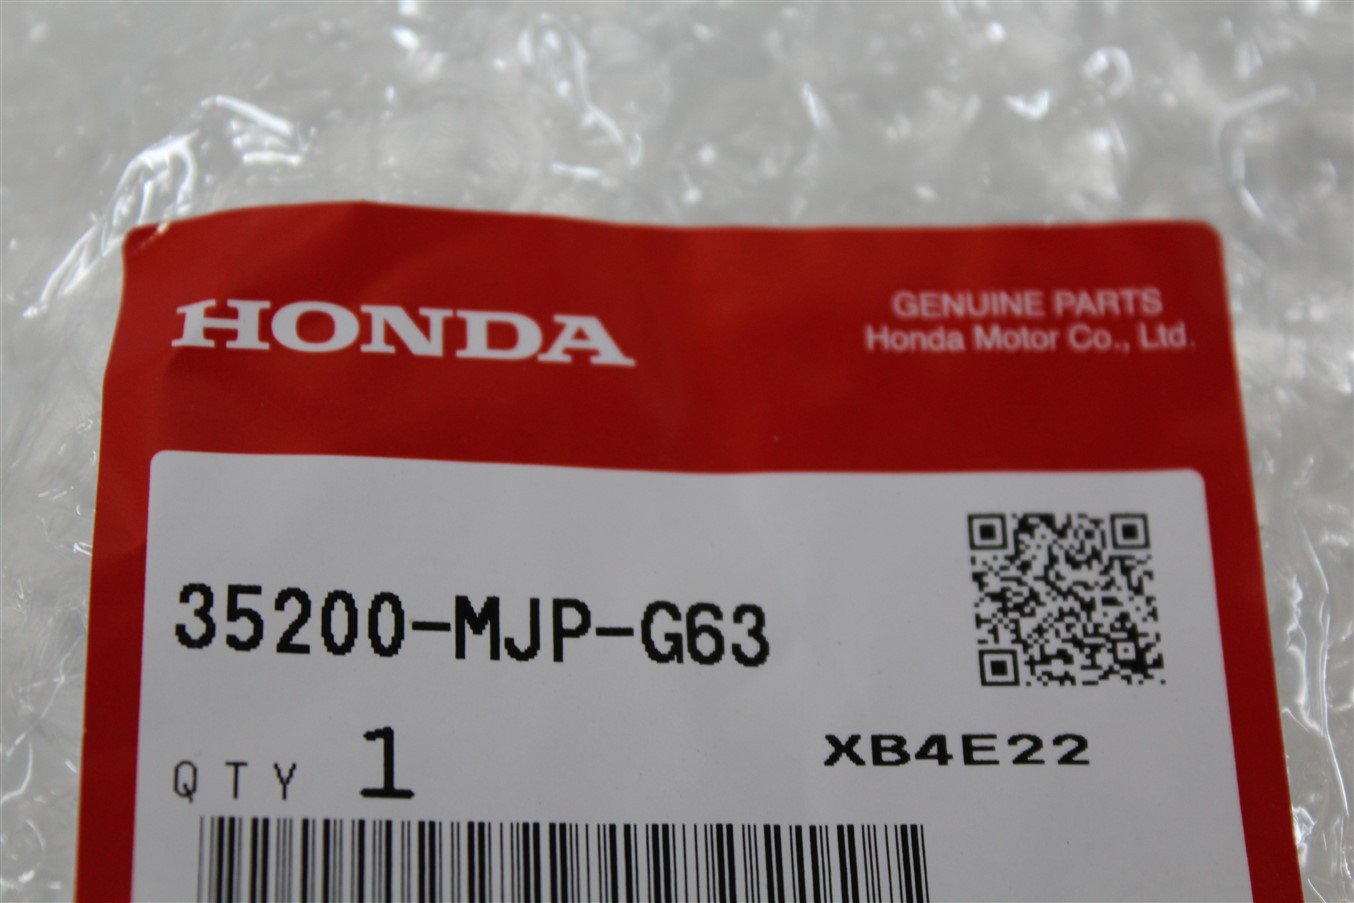 HONDA
GENUINE PARTS
Honda Motor Co., Ltd.
35200-MJP-G63
QTY 1
XB4E22